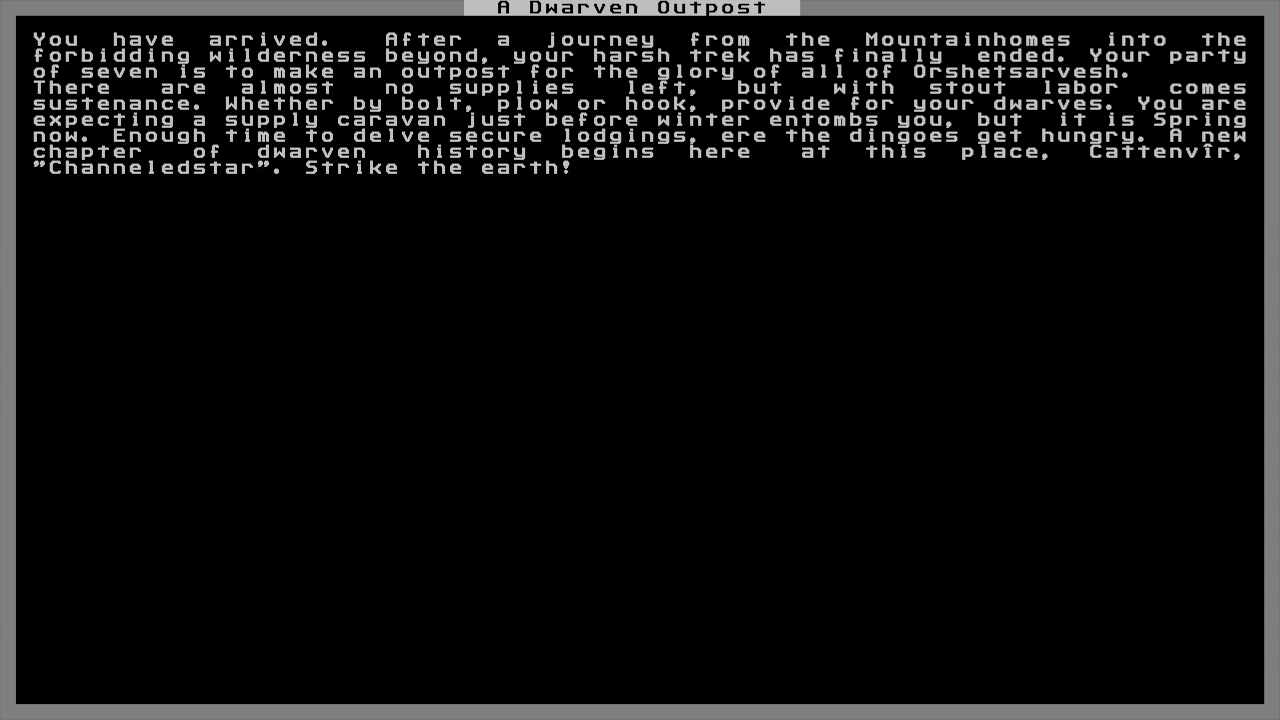 A Dwarven Outpost
You have arrived. After a journey from the Mountainhomes into the
forbidding wilderness beyond, your harsh trek has finally ended. Your party
of seven is to make an outpost for the glory of all of Orshetsarvesh.
There are almost no supplies left, but with stout labor comes
sustenance. Whether by bolt, plow or hook, provide for your dwarves. You are
expecting a supply caravan just before winter entombs you, but it is Spring
now. Enough time to delve secure lodgings, ere the dingoes get hungry. A new
chapter of dwarven history begins here at this place, Cattenvîr,
"Channeledstar". Strike the earth!